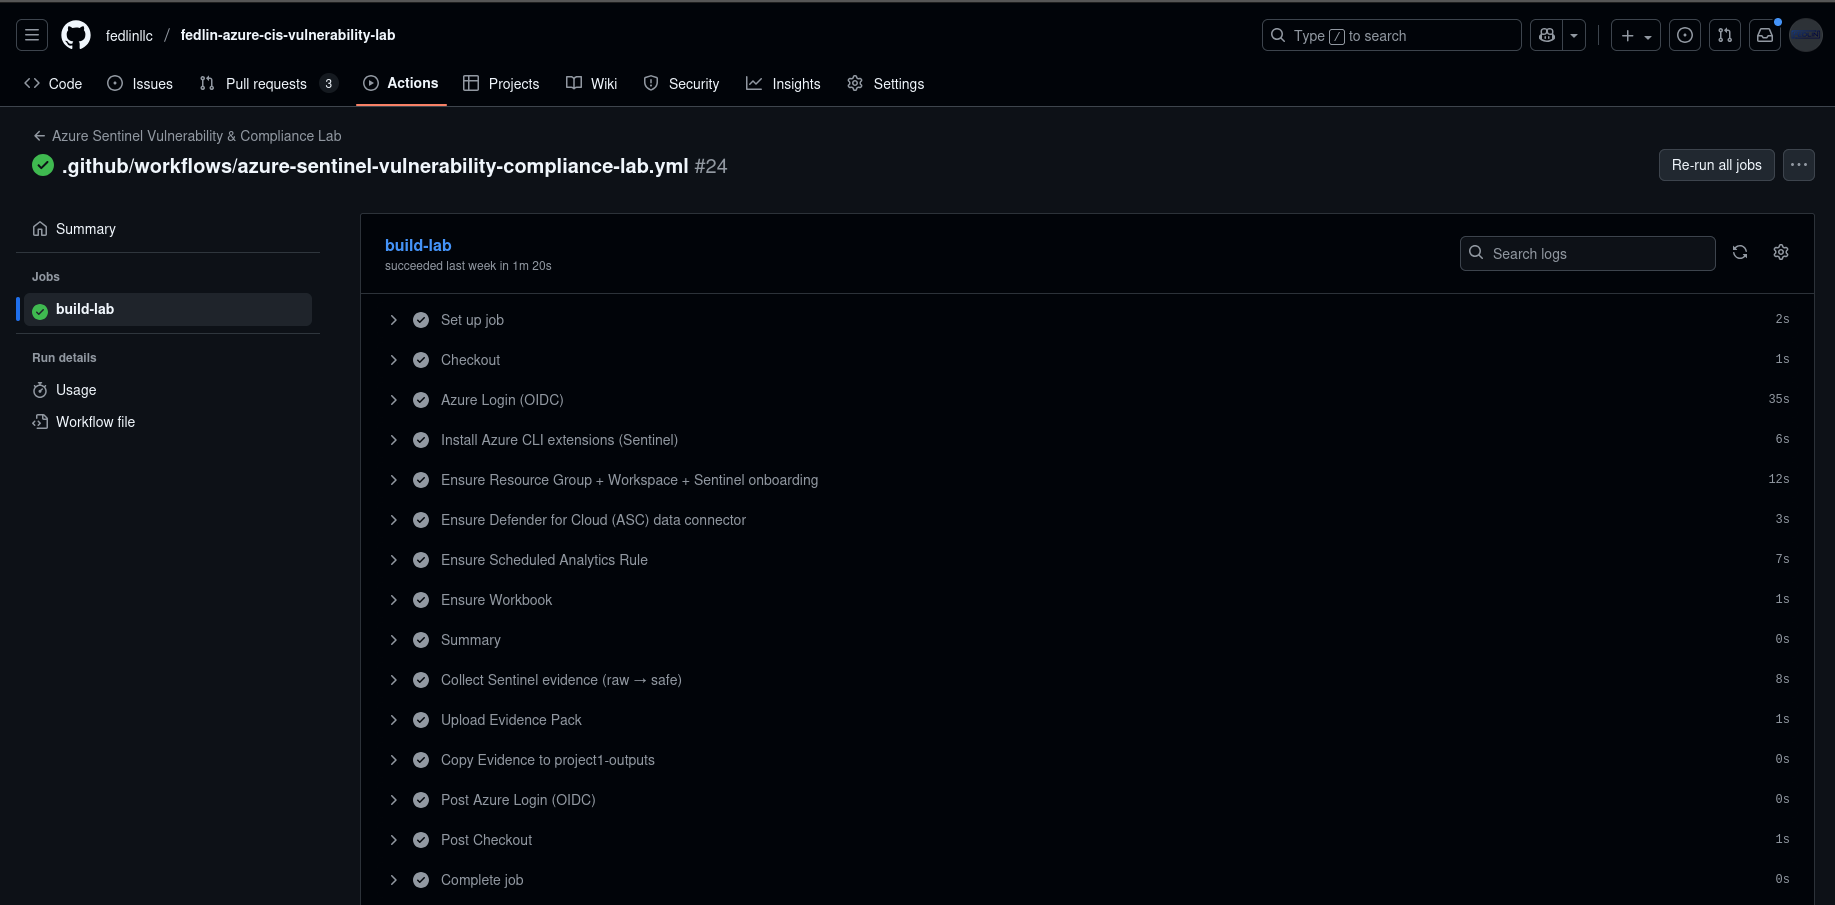 fedlinllc / fedlin-azure-cis-vulnerability-lab
Type / to search
Code
Issues
Pull requests 3
Actions
Projects
Wiki
Security
Insights
Settings
← Azure Sentinel Vulnerability & Compliance Lab
.github/workflows/azure-sentinel-vulnerability-compliance-lab.yml #24
Re-run all jobs
Summary
Jobs
build-lab
Run details
Usage
Workflow file
build-lab
succeeded last week in 1m 20s
Search logs
Set up job 2s
Checkout 1s
Azure Login (OIDC) 35s
Install Azure CLI extensions (Sentinel) 6s
Ensure Resource Group + Workspace + Sentinel onboarding 12s
Ensure Defender for Cloud (ASC) data connector 3s
Ensure Scheduled Analytics Rule 7s
Ensure Workbook 1s
Summary 0s
Collect Sentinel evidence (raw → safe) 8s
Upload Evidence Pack 1s
Copy Evidence to project1-outputs 0s
Post Azure Login (OIDC) 0s
Post Checkout 1s
Complete job 0s